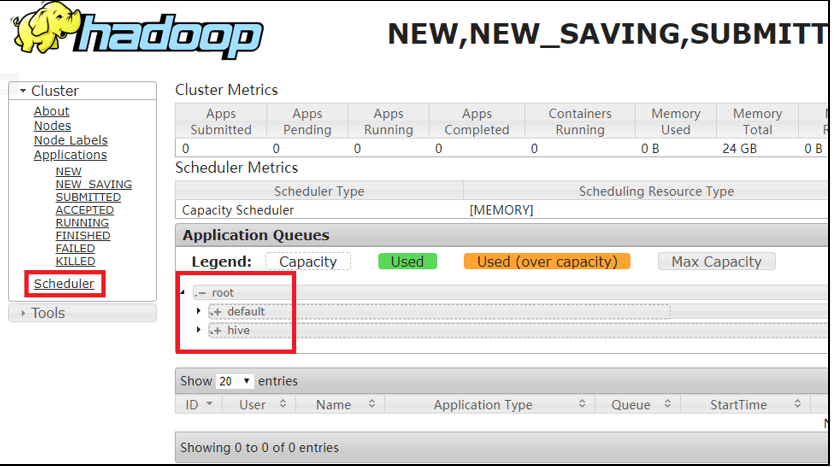 hadoop
NEW,NEW_SAVING,SUBMITT
Cluster
About
Nodes
Node Labels
Applications
NEW
NEW_SAVING
SUBMITTED
ACCEPTED
RUNNING
FINISHED
FAILED
KILLED
Scheduler
Tools
Cluster Metrics
Apps Submitted Apps Pending Apps Running Apps Completed Containers Running Memory Used Memory Total
0 0 0 0 0 0 B 24 GB 0 B
Scheduler Metrics
Scheduler Type Scheduling Resource Type
Capacity Scheduler [MEMORY]
Application Queues
Legend: Capacity Used Used (over capacity) Max Capacity
- root
+ default
+ hive
Show 20 entries
ID User Name Application Type Queue StartTime
Showing 0 to 0 of 0 entries